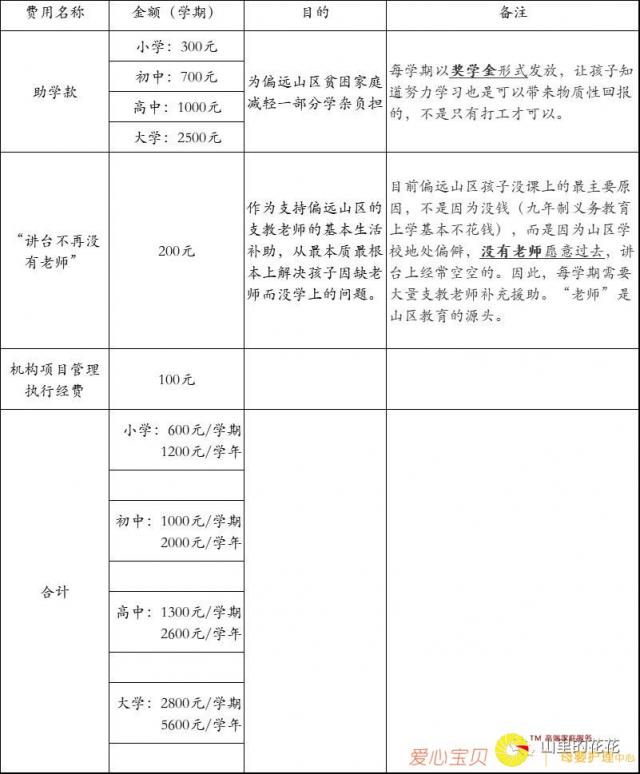 费用名称 金额（学期） 目的 备注
助学款
小学：300元
初中：700元
高中：1000元
大学：2500元
为偏远山区贫困家庭
减轻一部分学杂负担
每学期以奖学金形式发放，让孩子知
道努力学习也是可以带来物质性回报
的，不是只有打工才可以。
“讲台不再没
有老师”
200元
作为支持偏远山区的
支教老师的基本生活
补助，从最本质最根
本上解决孩子因缺老
师而没学上的问题。
目前偏远山区孩子没课上的最主要原
因，不是因为没钱（九年制义务教育
上学基本不花钱），而是因为山区学
校地处偏僻，没有老师愿意过去，讲
台上经常空空的。因此，每学期需要
大量支教老师补充援助。“老师”是
山区教育的源头。
机构项目管理
执行经费
100元
合计
小学：600元/学期
1200元/学年
初中：1000元/学期
2000元/学年
高中：1300元/学期
2600元/学年
大学：2800元/学期
5600元/学年
TM
山里的花花
爱心宝贝
母婴护理中心